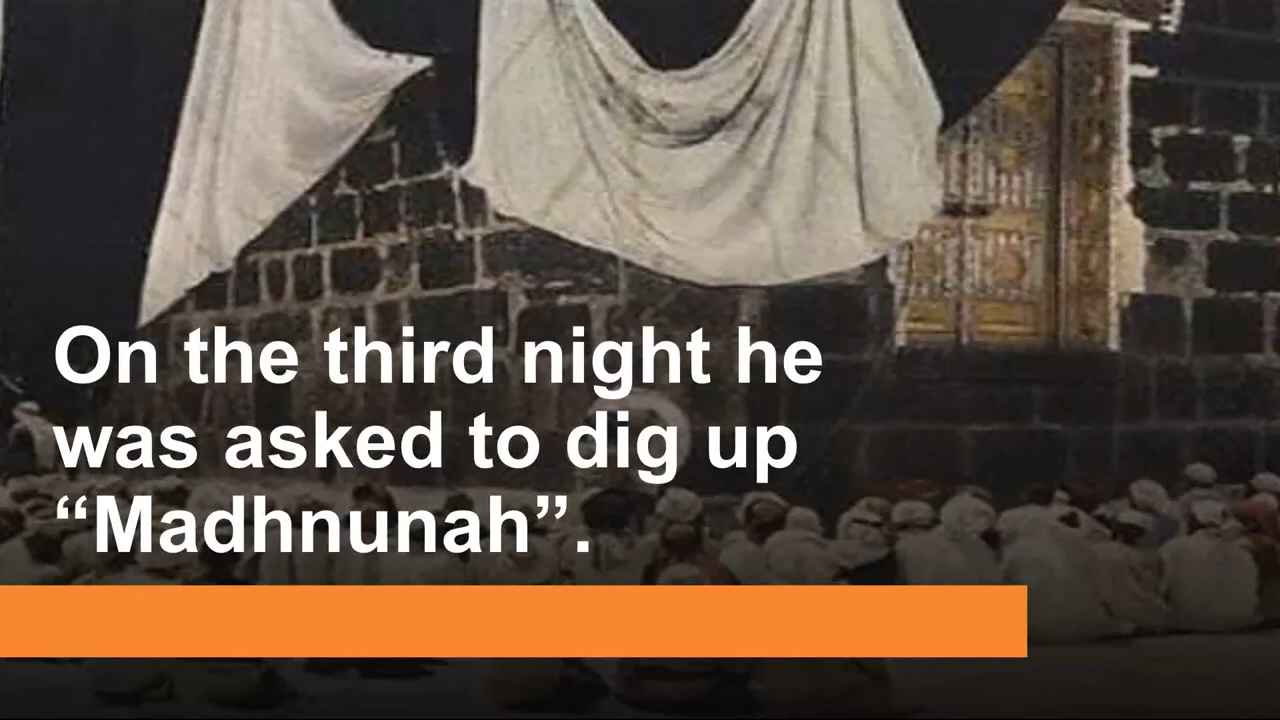 On the third night he
was asked to dig up
“Madhnunah”.